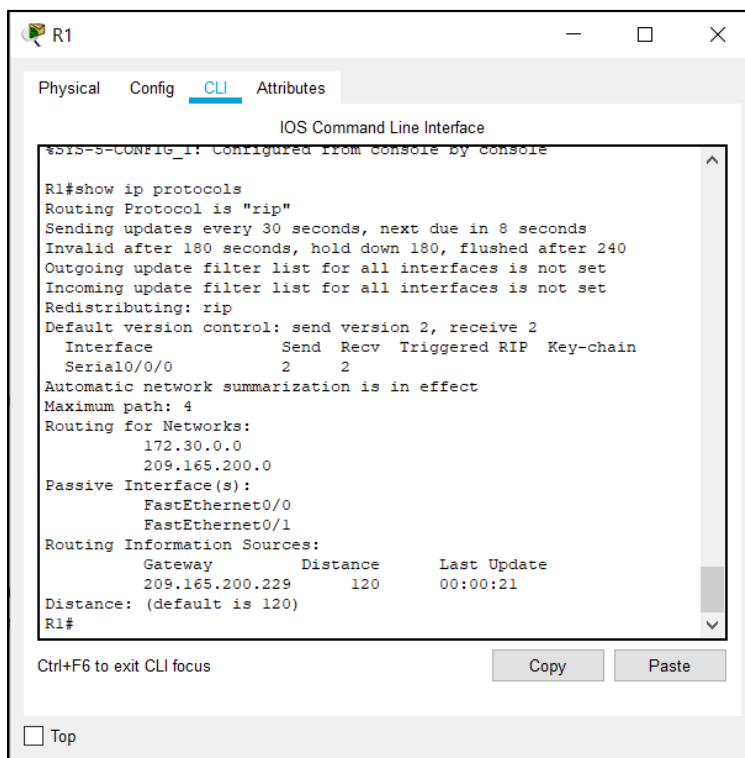 R1
Physical Config CLI Attributes
IOS Command Line Interface
%SYS-5-CONFIG_I: Configured from console by console
R1#show ip protocols
Routing Protocol is "rip"
Sending updates every 30 seconds, next due in 8 seconds
Invalid after 180 seconds, hold down 180, flushed after 240
Outgoing update filter list for all interfaces is not set
Incoming update filter list for all interfaces is not set
Redistributing: rip
Default version control: send version 2, receive 2
Interface Send Recv Triggered RIP Key-chain
Serial0/0/0 2 2
Automatic network summarization is in effect
Maximum path: 4
Routing for Networks:
172.30.0.0
209.165.200.0
Passive Interface(s):
FastEthernet0/0
FastEthernet0/1
Routing Information Sources:
Gateway Distance Last Update
209.165.200.229 120 00:00:21
Distance: (default is 120)
R1#
Ctrl+F6 to exit CLI focus
Copy Paste
Top